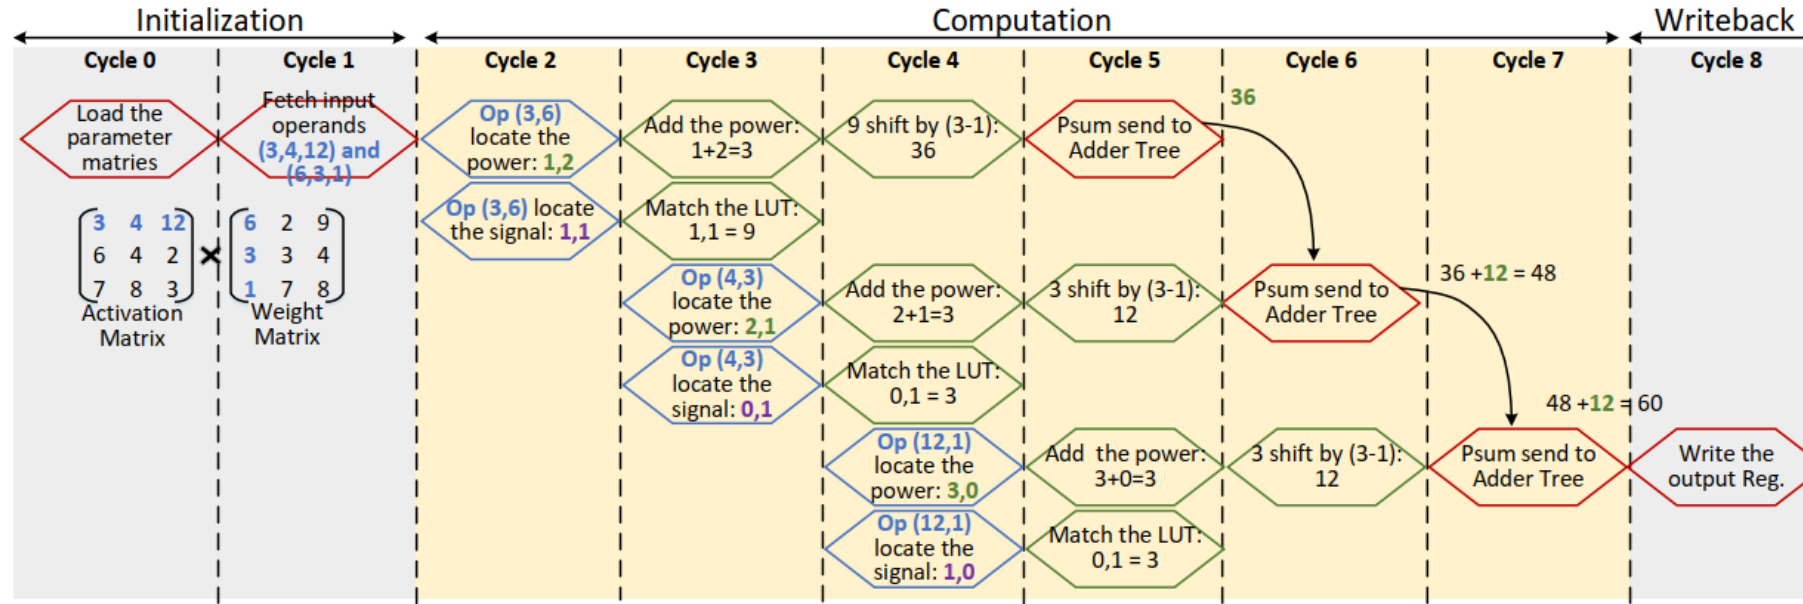 Initialization
Computation
Writeback
Cycle 0
Cycle 1
Cycle 2
Cycle 3
Cycle 4
Cycle 5
Cycle 6
Cycle 7
Cycle 8
Load the
parameter
matries
Fetch input
operands
(3,4,12) and
(6,3,1)
Op (3,6)
locate the
power: 1,2
Add the power:
1+2=3
9 shift by (3-1):
36
Psum send to
Adder Tree
36
Op (3,6) locate
the signal: 1,1
Match the LUT:
1,1 = 9
3 4 12
6 4 2
7 8 3
Activation
Matrix
×
6 2 9
3 3 4
1 7 8
Weight
Matrix
Op (4,3)
locate the
power: 2,1
Add the power:
2+1=3
3 shift by (3-1):
12
Psum send to
Adder Tree
36 +12 = 48
Op (4,3)
locate the
signal: 0,1
Match the LUT:
0,1 = 3
48 +12 = 60
Op (12,1)
locate the
power: 3,0
Add the power:
3+0=3
3 shift by (3-1):
12
Psum send to
Adder Tree
Write the
output Reg.
Op (12,1)
locate the
signal: 1,0
Match the LUT:
0,1 = 3